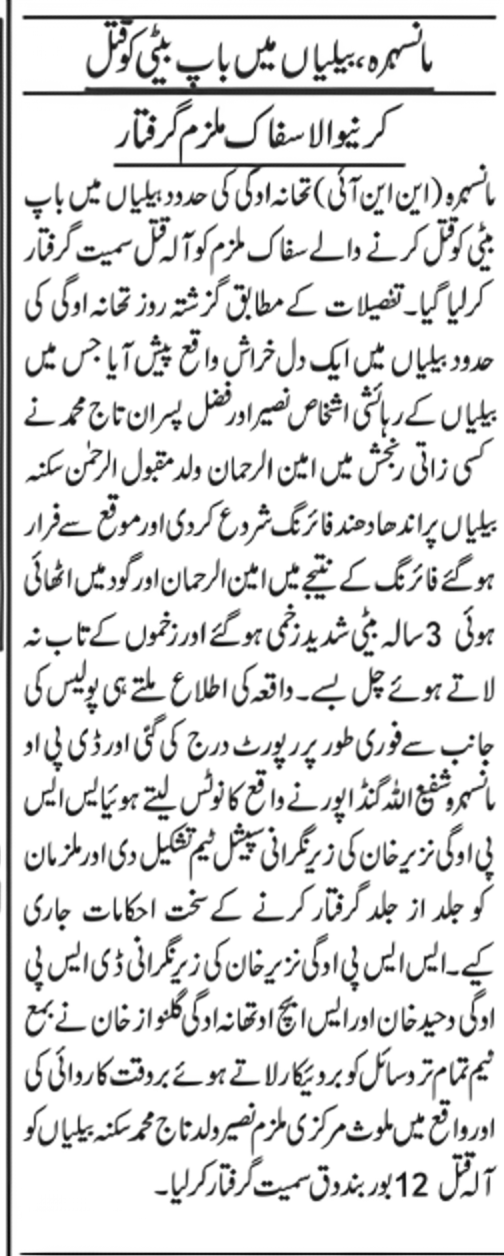 مانسہرہ، بیلیاں میں باپ بیٹی کو قتل
کرنیوالا سفاک ملزم گرفتار
مانسہرہ (این این آئی) تھانہ اوگی کی حدود بیلیاں میں باپ
بیٹی کو قتل کرنے والے سفاک ملزم کو آلہ قتل سمیت گرفتار
کرلیا گیا۔ تفصیلات کے مطابق گزشتہ روز تھانہ اوگی کی
حدود بیلیاں میں ایک دل خراش واقع پیش آیا جس میں
بیلیاں کے رہائشی اشخاص نصیر اور فضل پسران تاج محمد نے
کسی زاتی رنجش میں امین الرحمان ولد مقبول الرحمٰن سکنہ
بیلیاں پر اندھا دھند فائرنگ شروع کردی اور موقع سے فرار
ہوگئے فائرنگ کے نتیجے میں امین الرحمان اور گود میں اٹھائی
ہوئی 3 سالہ بیٹی شدید زخمی ہوگئے اور زخموں کے تاب نہ
لاتے ہوئے چل بسے۔ واقعہ کی اطلاع ملتے ہی پولیس کی
جانب سے فوری طور پر رپورٹ درج کی گئی اور ڈی پی او
مانسہرہ شفیع اللہ گنڈاپور نے واقع کا نوٹس لیتے ہوئیایس ایس
پی اوگی نزیر خان کی زیر نگرانی سپیشل ٹیم تشکیل دی اور ملزمان
کو جلد از جلد گرفتار کرنے کے سخت احکامات جاری
کیے۔ ایس ایس پی اوگی نزیر خان کی زیر نگرانی ڈی ایس پی
اوگی وحید خان اور ایس ایچ او تھانہ اوگی گلنواز خان نے بمع
ٹیم تمام تر وسائل کو بروئیکار لاتے ہوئے بروقت کاروائی کی
اور واقع میں ملوث مرکزی ملزم نصیر ولد تاج محمد سکنہ بیلیاں کو
آلہ قتل 12 بور بندوق سمیت گرفتار کرلیا۔